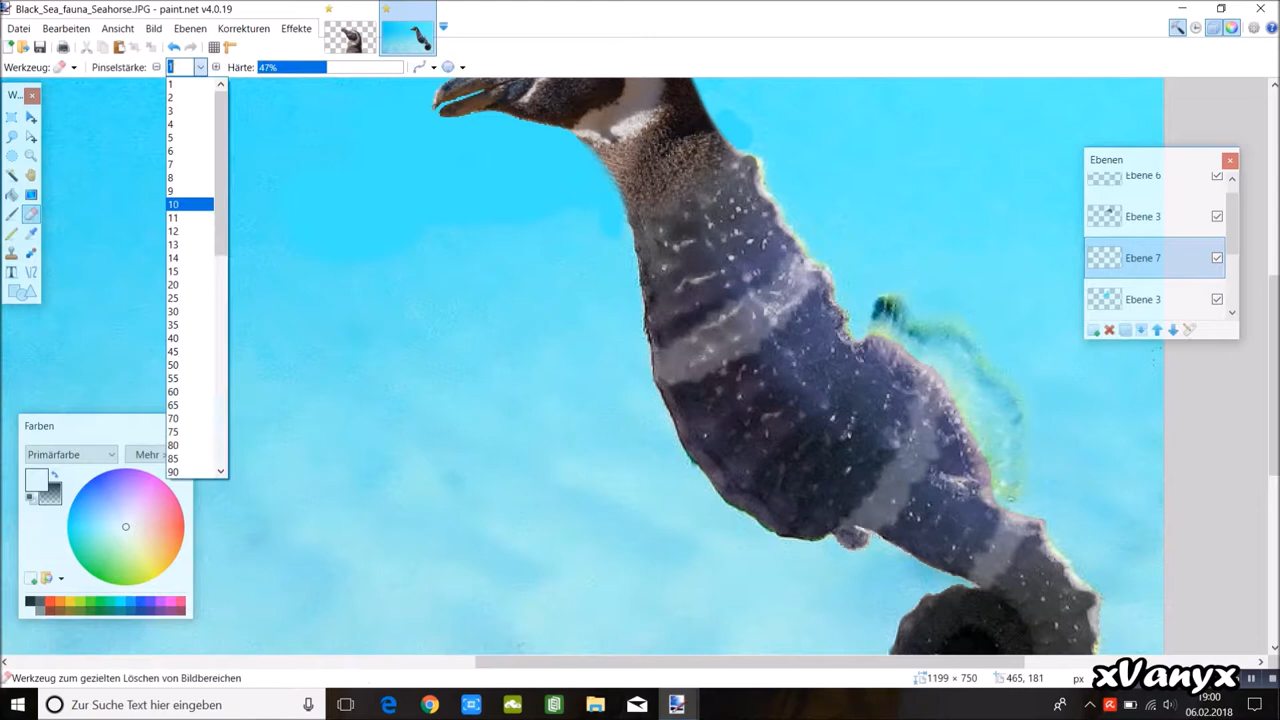 Black_Sea_fauna_Seahorse.JPG - paint.net v4.0.19
Datei Bearbeiten Ansicht Bild Ebenen Korrekturen Effekte
Werkzeug: Pinselstärke: 1 Härte: 47%
W...
1
2
3
4
5
6
7
8
9
10
11
12
13
14
15
20
25
30
35
40
45
50
55
60
65
70
75
80
85
90
Ebenen
Ebene 6
Ebene 3
Ebene 7
Ebene 3
Farben
Primärfarbe Mehr >
Werkzeug zum gezielten Löschen von Bildbereichen
1199 × 750 465, 181 px
xVanyx
Zur Suche Text hier eingeben
19:00
06.02.2018